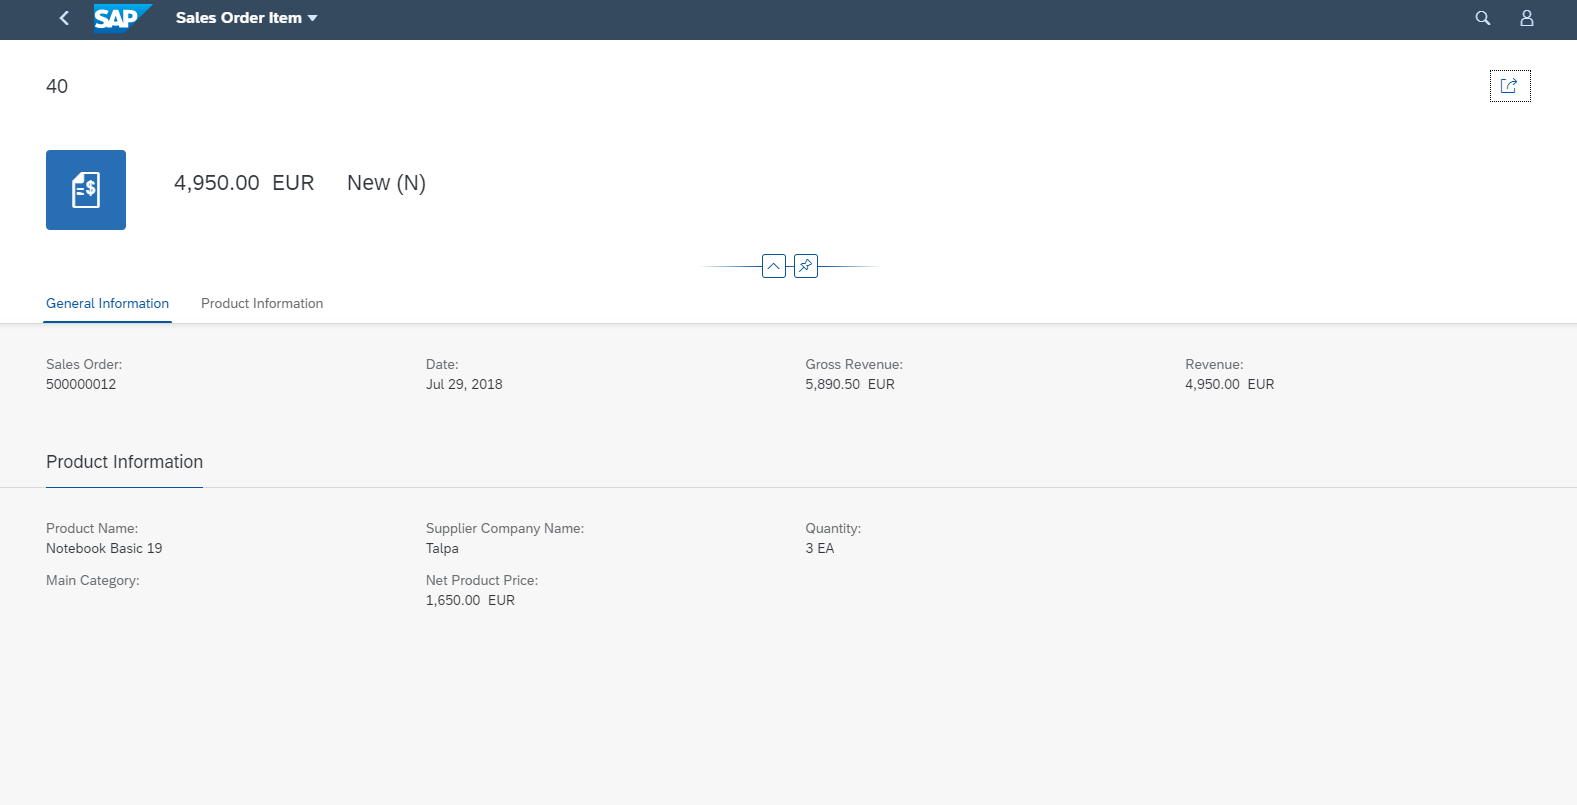 SAP Sales Order Item
40
4,950.00 EUR New (N)
General Information Product Information
Sales Order: Date: Gross Revenue: Revenue:
500000012 Jul 29, 2018 5,890.50 EUR 4,950.00 EUR
Product Information
Product Name: Supplier Company Name: Quantity:
Notebook Basic 19 Talpa 3 EA
Main Category: Net Product Price:
1,650.00 EUR